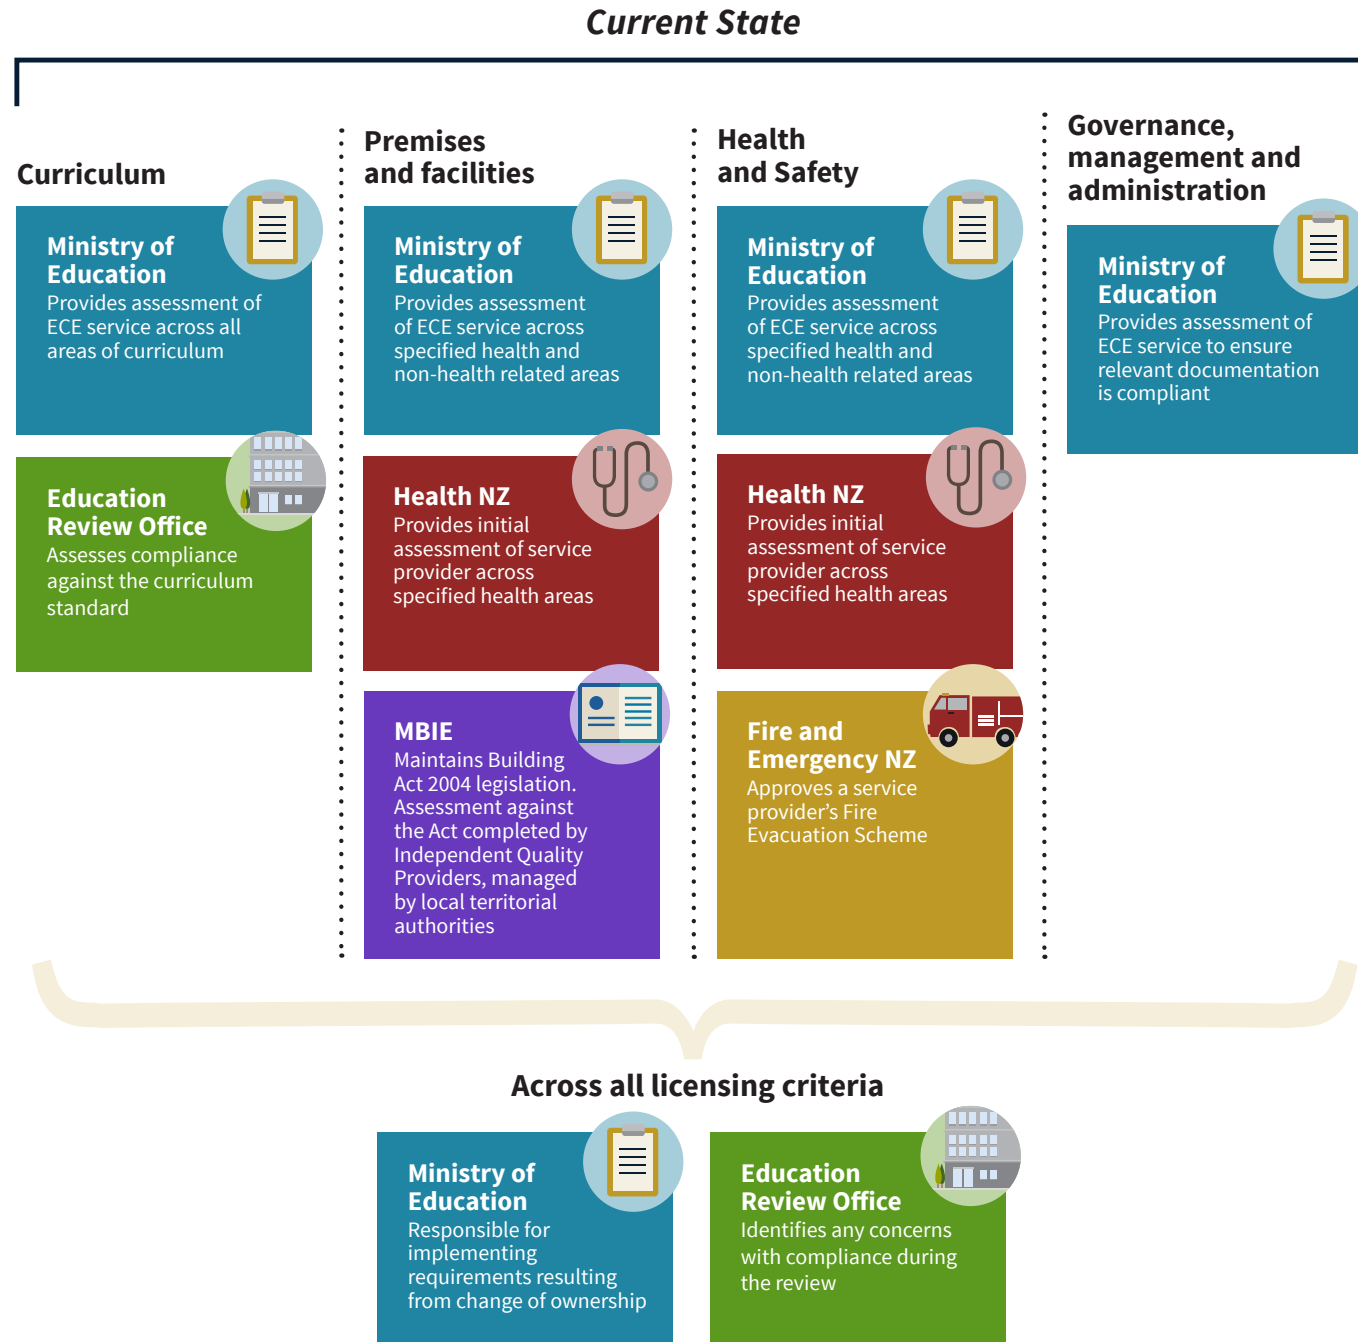 Current State
Curriculum
Ministry of
Education
Provides assessment of
ECE service across all
areas of curriculum
Education
Review Office
Assesses compliance
against the curriculum
standard
Premises
and facilities
Ministry of
Education
Provides assessment
of ECE service across
specified health and
non-health related areas
Health NZ
Provides initial
assessment of service
provider across
specified health areas
MBIE
Maintains Building
Act 2004 legislation.
Assessment against
the Act completed by
Independent Quality
Providers, managed
by local territorial
authorities
Health
and Safety
Ministry of
Education
Provides assessment
of ECE service across
specified health and
non-health related areas
Health NZ
Provides initial
assessment of service
provider across
specified health areas
Fire and
Emergency NZ
Approves a service
provider’s Fire
Evacuation Scheme
Governance,
management and
administration
Ministry of
Education
Provides assessment of
ECE service to ensure
relevant documentation
is compliant
Across all licensing criteria
Ministry of
Education
Responsible for
implementing
requirements resulting
from change of ownership
Education
Review Office
Identifies any concerns
with compliance during
the review